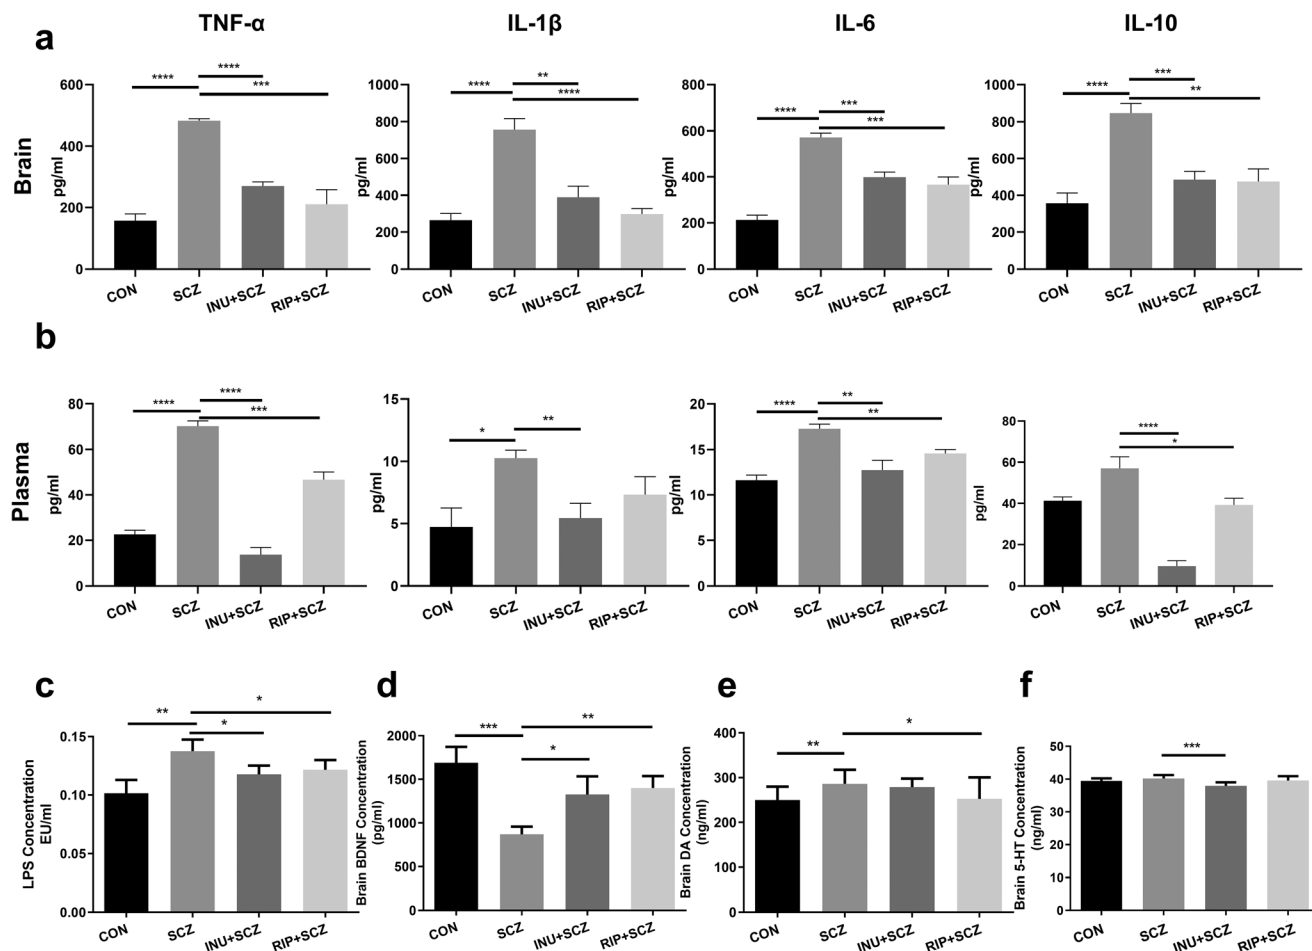 a
TNF-α
IL-1β
IL-6
IL-10
Brain
pg/ml
600
400
200
0
**** **** ***
CON SCZ INU+SCZ RIP+SCZ
pg/ml
1000
800
600
400
200
0
**** ** ****
CON SCZ INU+SCZ RIP+SCZ
pg/ml
800
600
400
200
0
**** *** ***
CON SCZ INU+SCZ RIP+SCZ
pg/ml
1000
800
600
400
200
0
**** *** **
CON SCZ INU+SCZ RIP+SCZ
b
Plasma
pg/ml
80
60
40
20
0
**** **** ***
CON SCZ INU+SCZ RIP+SCZ
pg/ml
15
10
5
0
* **
CON SCZ INU+SCZ RIP+SCZ
pg/ml
20
15
10
5
0
**** ** **
CON SCZ INU+SCZ RIP+SCZ
pg/ml
80
60
40
20
0
**** *
CON SCZ INU+SCZ RIP+SCZ
c
LPS Concentration
EU/ml
0.15
0.10
0.05
0.00
** * *
CON SCZ INU+SCZ RIP+SCZ
d
Brain BDNF Concentration
(pg/ml)
2000
1500
1000
500
0
*** * **
CON SCZ INU+SCZ RIP+SCZ
e
Brain DA Concentration
(ng/ml)
400
300
200
100
0
** *
CON SCZ INU+SCZ RIP+SCZ
f
Brain 5-HT Concentration
(ng/ml)
50
40
30
20
10
0
***
CON SCZ INU+SCZ RIP+SCZ